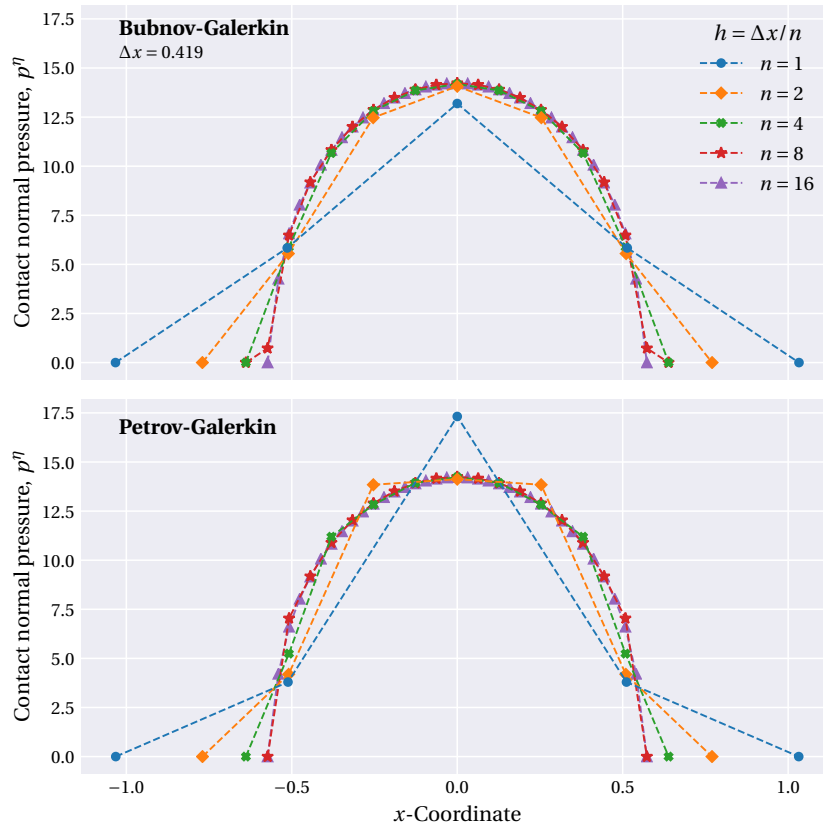 17.5
15.0
12.5
10.0
7.5
5.0
2.5
0.0
Contact normal pressure, pη
Bubnov-Galerkin
Δx = 0.419
h = Δx/n
n = 1
n = 2
n = 4
n = 8
n = 16
17.5
15.0
12.5
10.0
7.5
5.0
2.5
0.0
Contact normal pressure, pη
Petrov-Galerkin
−1.0 −0.5 0.0 0.5 1.0
x-Coordinate